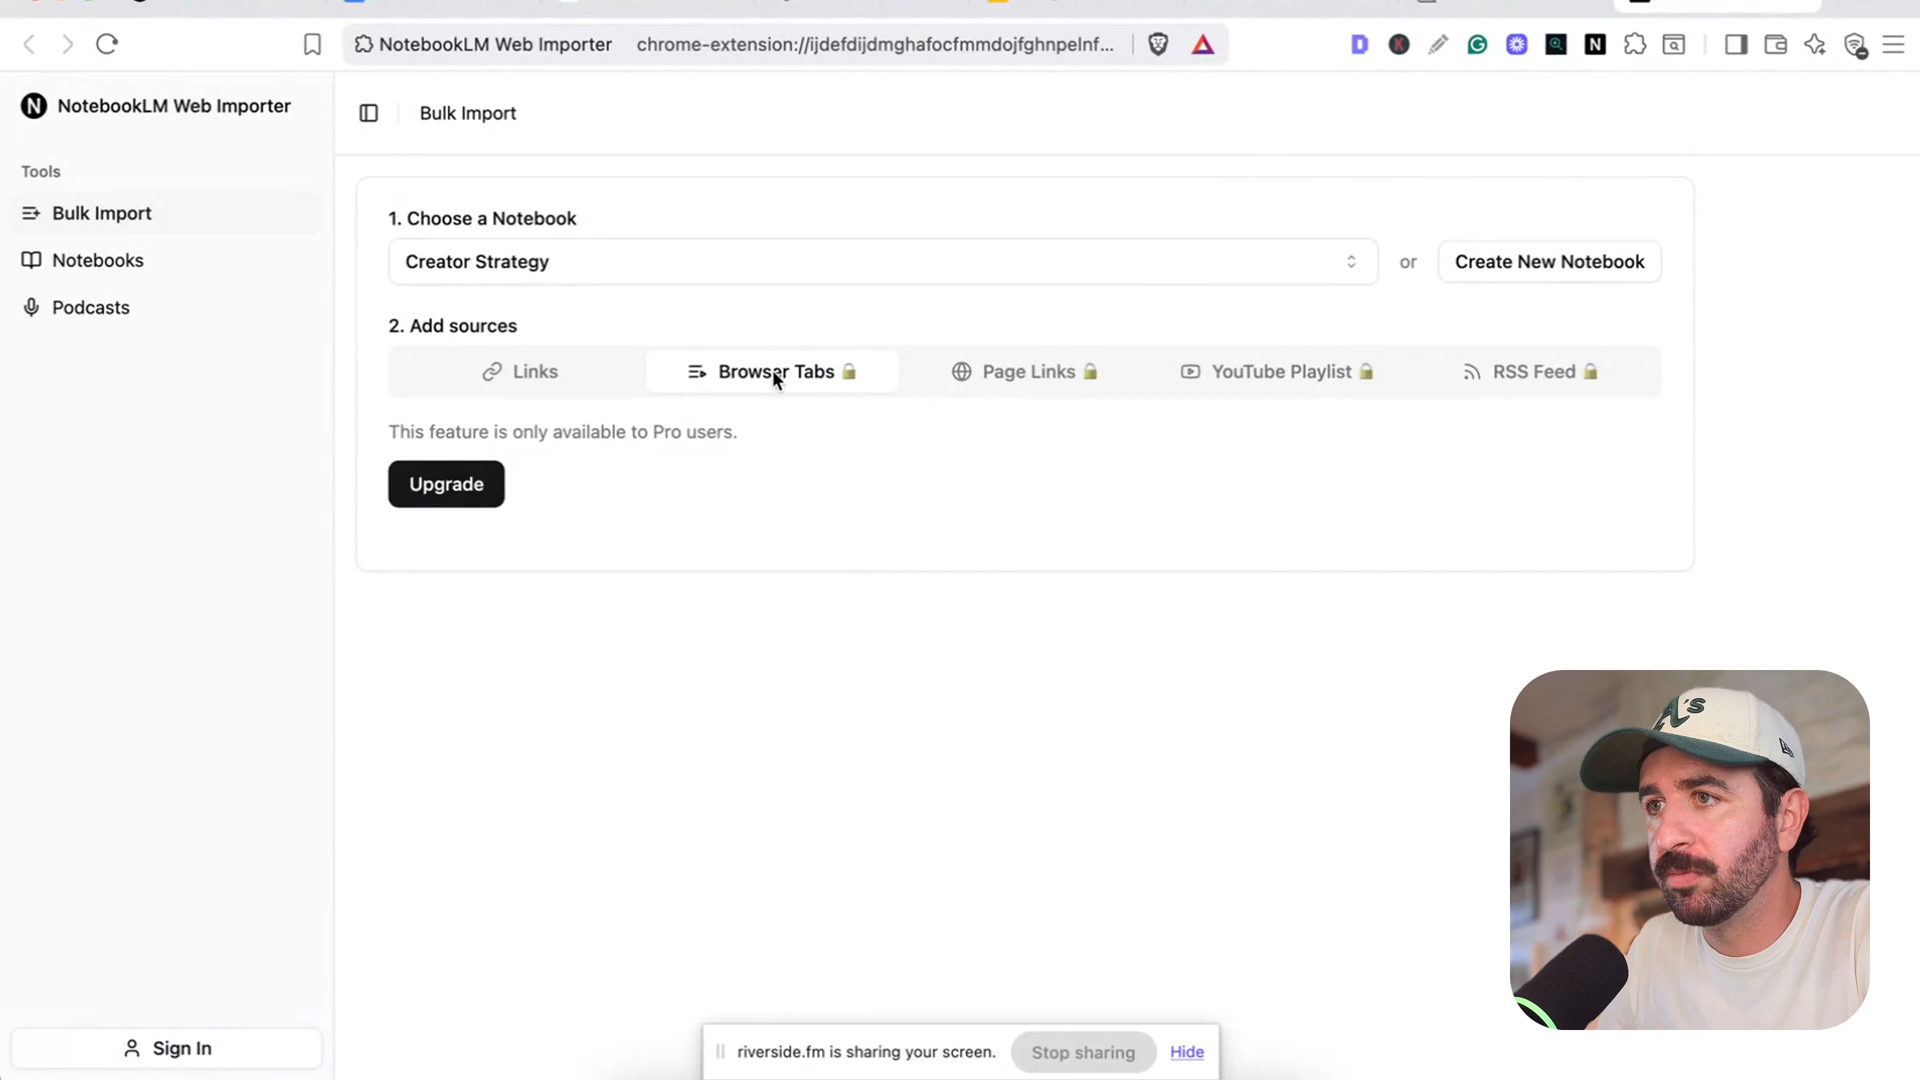 NotebookLM Web Importer
chrome-extension://ijdefdijdmghafocfmmdojfghnpelnf...
N NotebookLM Web Importer
Bulk Import
Tools
Bulk Import
Notebooks
Podcasts
1. Choose a Notebook
Creator Strategy
or
Create New Notebook
2. Add sources
Links
Browser Tabs
Page Links
YouTube Playlist
RSS Feed
This feature is only available to Pro users.
Upgrade
A's
Sign In
riverside.fm is sharing your screen.
Stop sharing
Hide